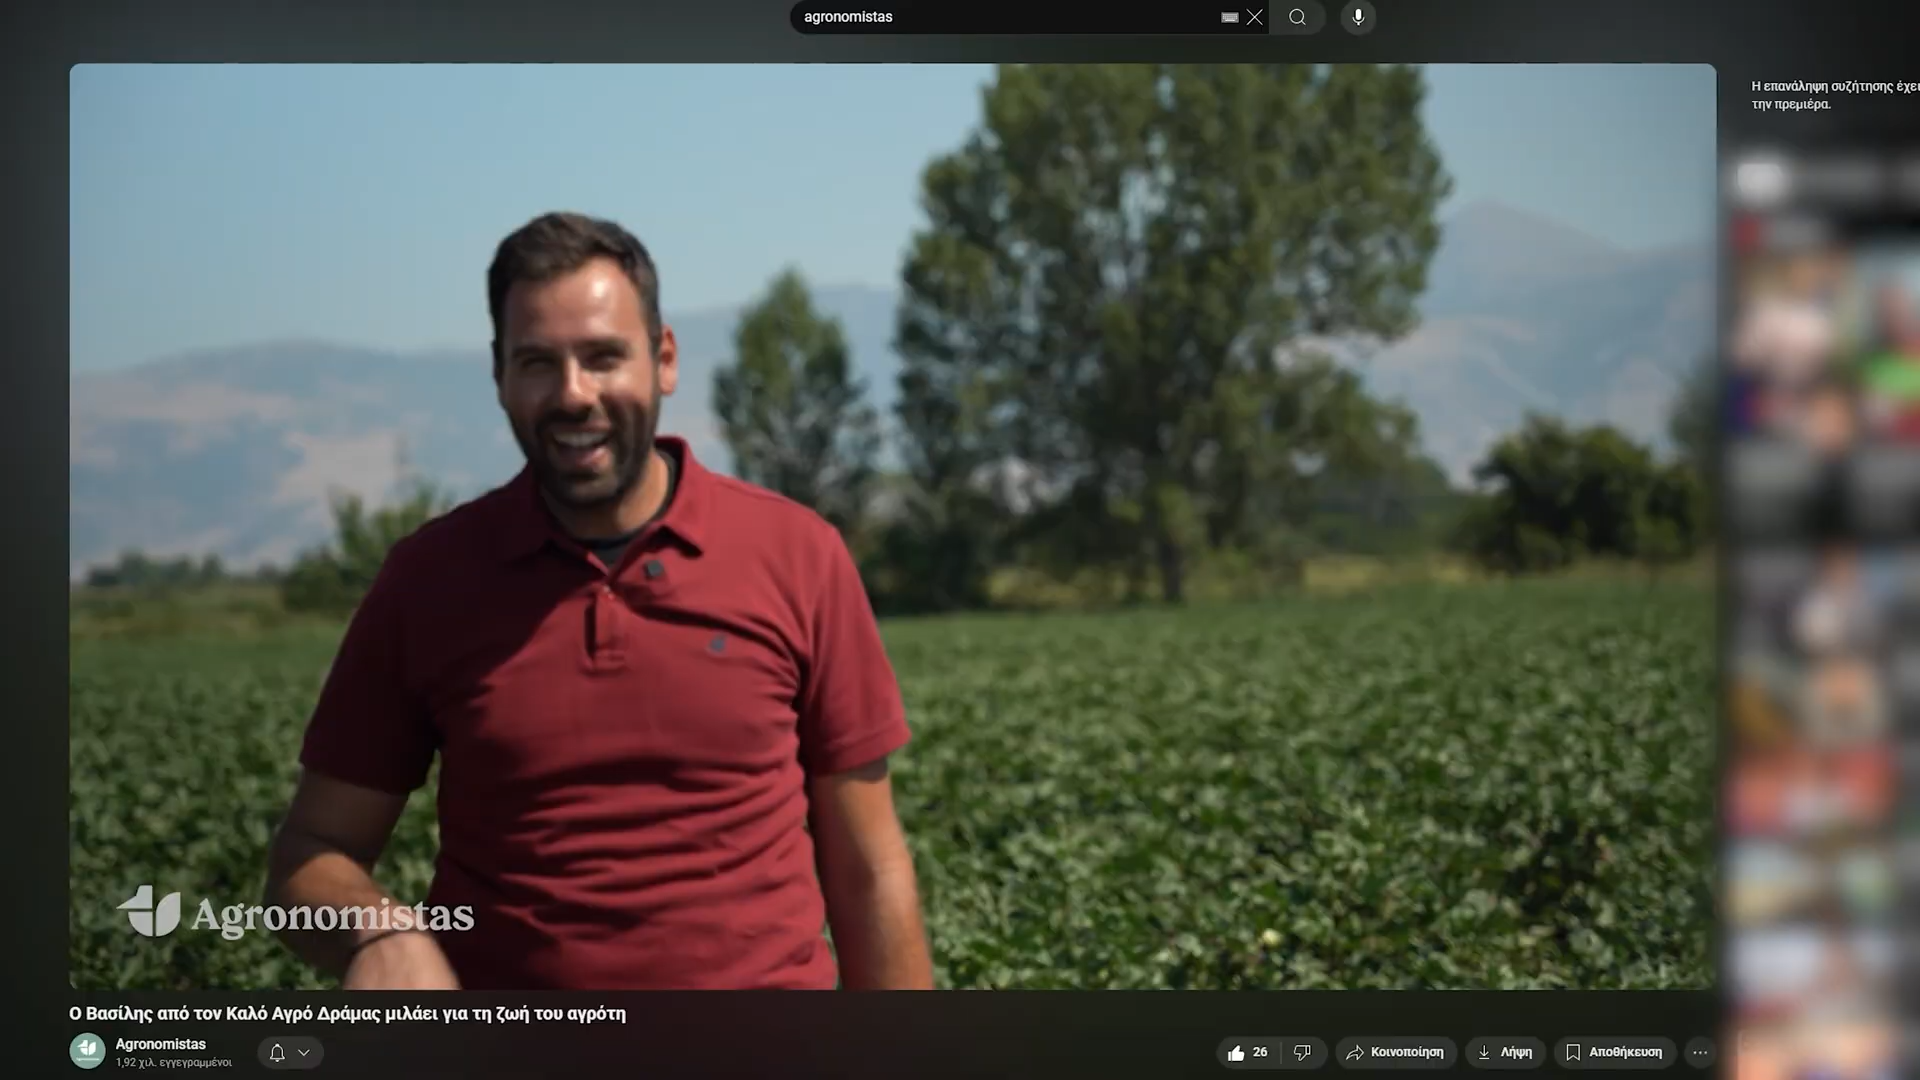 agronomistas
Η επανάληψη συζήτησης έχει
την πρεμιέρα.
Agronomistas
Ο Βασίλης από τον Καλό Αγρό Δράμας μιλάει για τη ζωή του αγρότη
Agronomistas
1,92 χιλ. εγγεγραμμένοι
26
Κοινοποίηση
Λήψη
Αποθήκευση